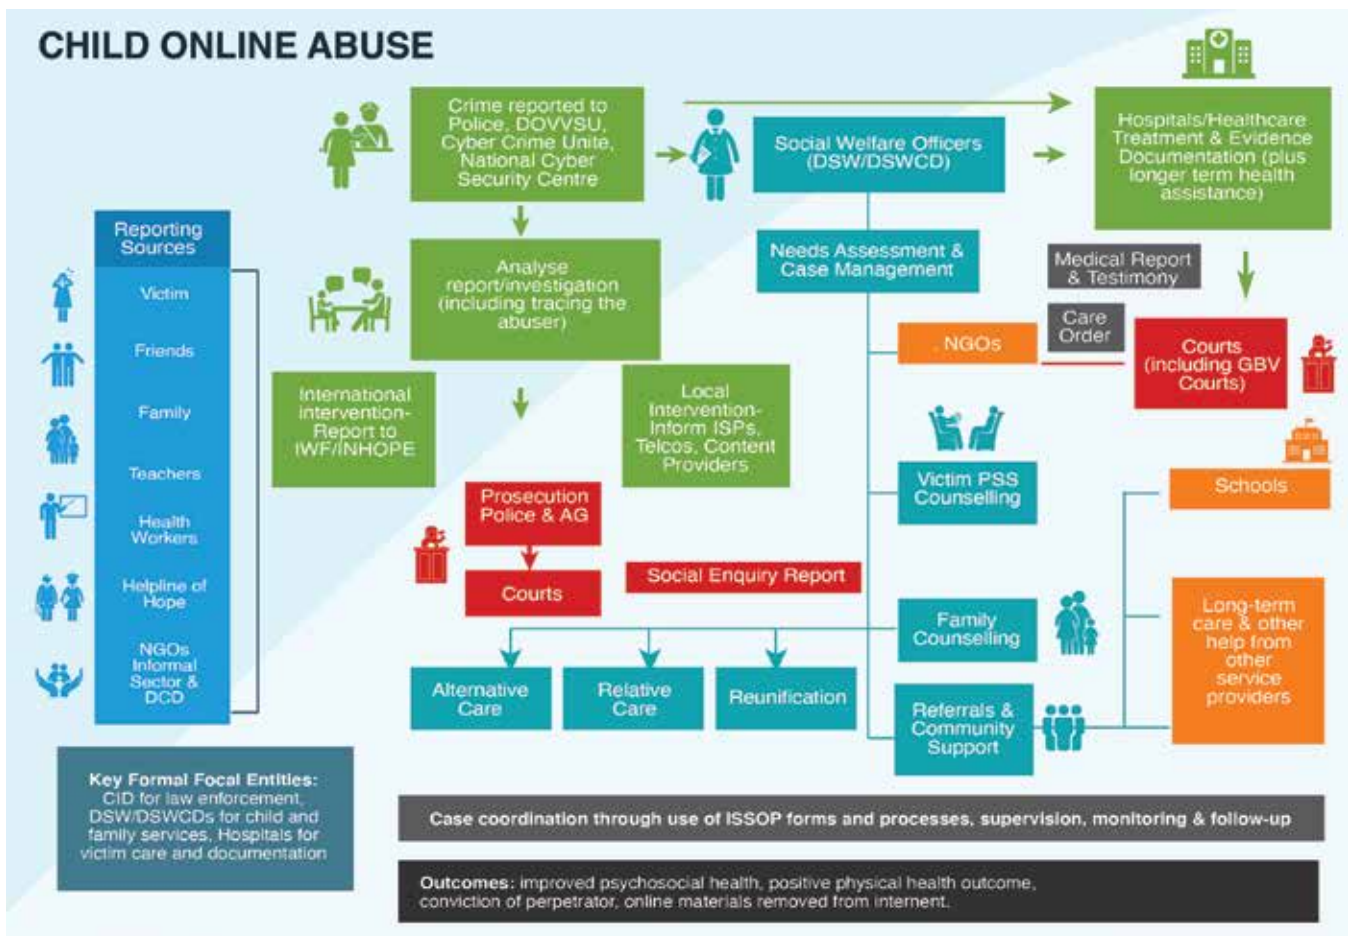 CHILD ONLINE ABUSE
Crime reported to
Police, DOVVSU,
Cyber Crime Unite,
National Cyber
Security Centre
Social Welfare Officers
(DSW/DSWCD)
Hospitals/Healthcare
Treatment & Evidence
Documentation (plus
longer term health
assistance)
Reporting
Sources
Victim
Friends
Family
Teachers
Health
Workers
Helpline of
Hope
NGOs
Informal
Sector &
DCD
Analyse
report/investigation
(including tracing the
abuser)
Needs Assessment &
Case Management
Medical Report
& Testimony
Care
Order
. NGOs
Courts
(including GBV
Courts)
International
intervention-
Report to
IWF/INHOPE
Local
Intervention-
Inform ISPs,
Telcos, Content
Providers
Victim PSS
Counselling
Schools
Prosecution
Police & AG
Courts
Social Enquiry Report
Family
Counselling
Long-term
care & other
help from
other
service
providers
Alternative
Care
Relative
Care
Reunification
Referrals &
Community
Support
Key Formal Focal Entities:
CID for law enforcement,
DSW/DSWCDs for child and
family services, Hospitals for
victim care and documentation
Case coordination through use of ISSOP forms and processes, supervision, monitoring & follow-up
Outcomes: improved psychosocial health, positive physical health outcome,
conviction of perpetrator, online materials removed from internent.